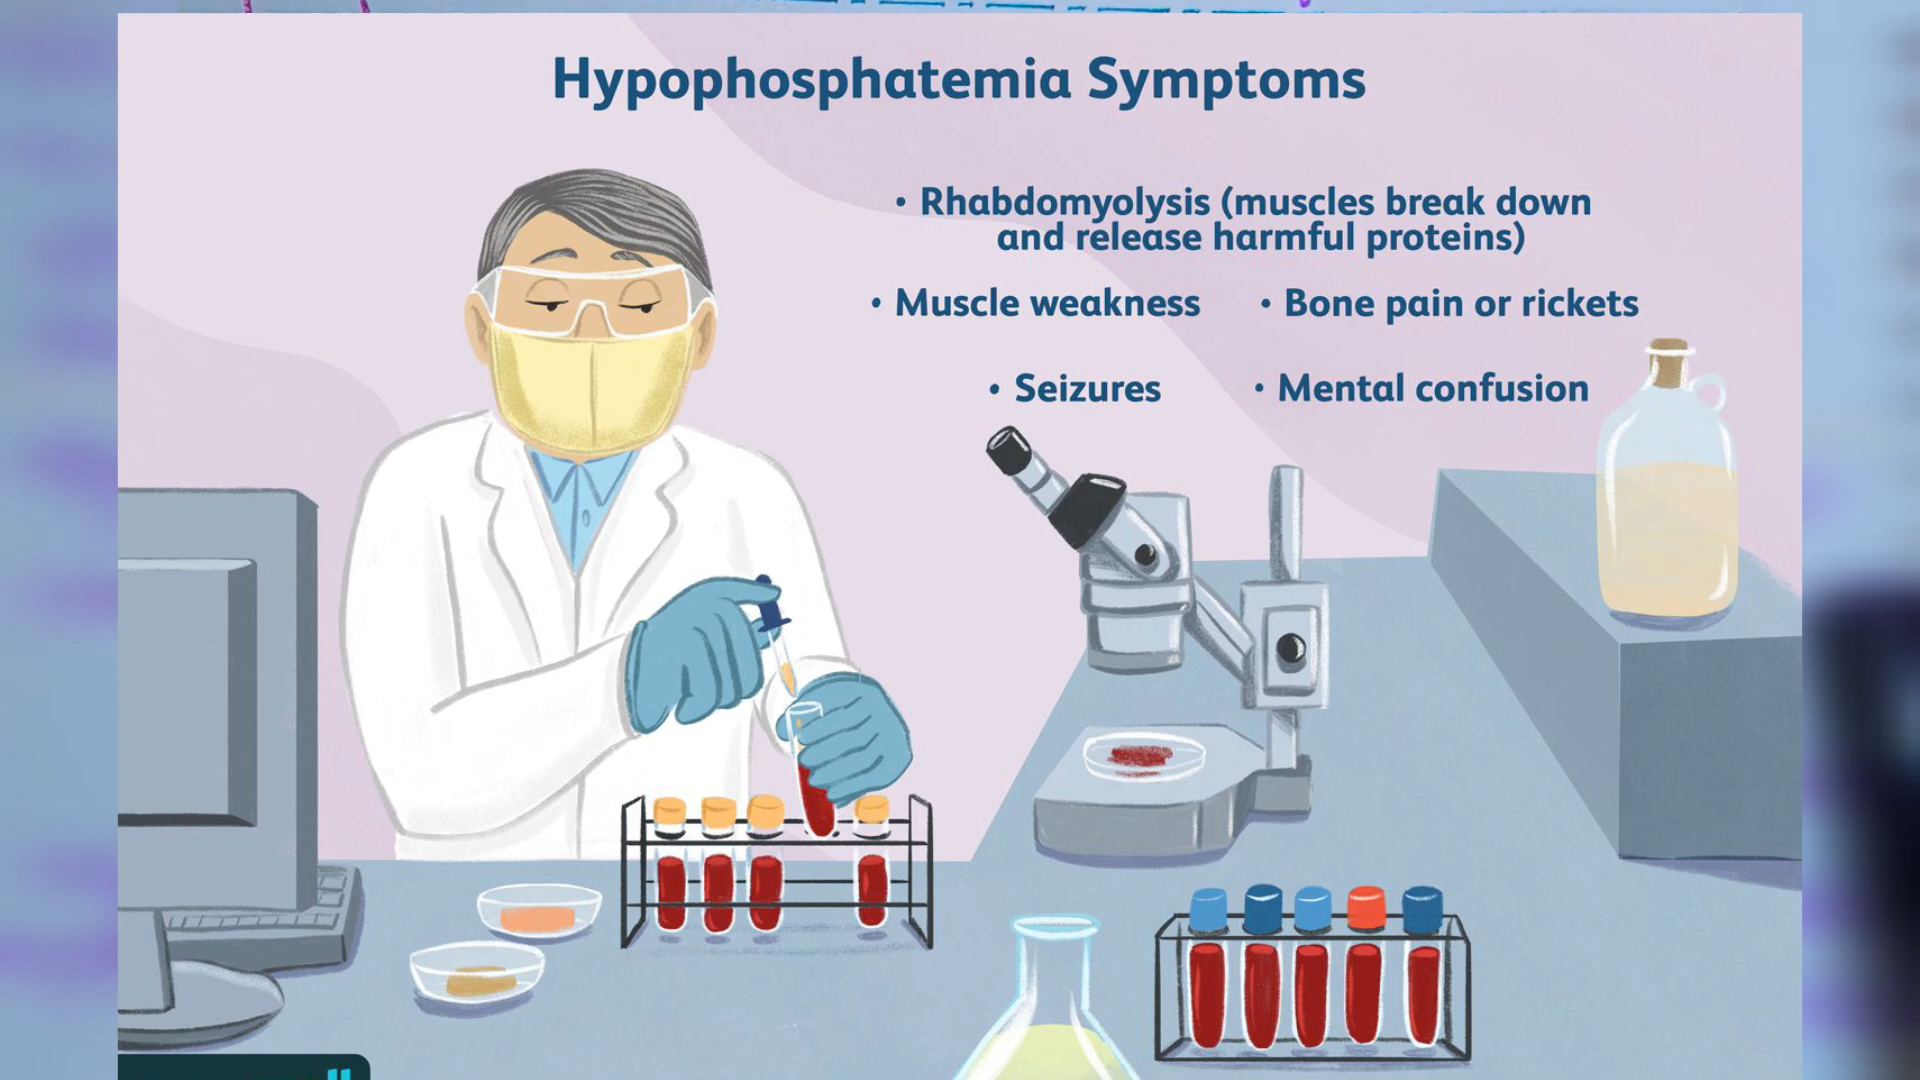 Hypophosphatemia Symptoms
• Rhabdomyolysis (muscles break down
and release harmful proteins)
• Muscle weakness • Bone pain or rickets
• Seizures • Mental confusion